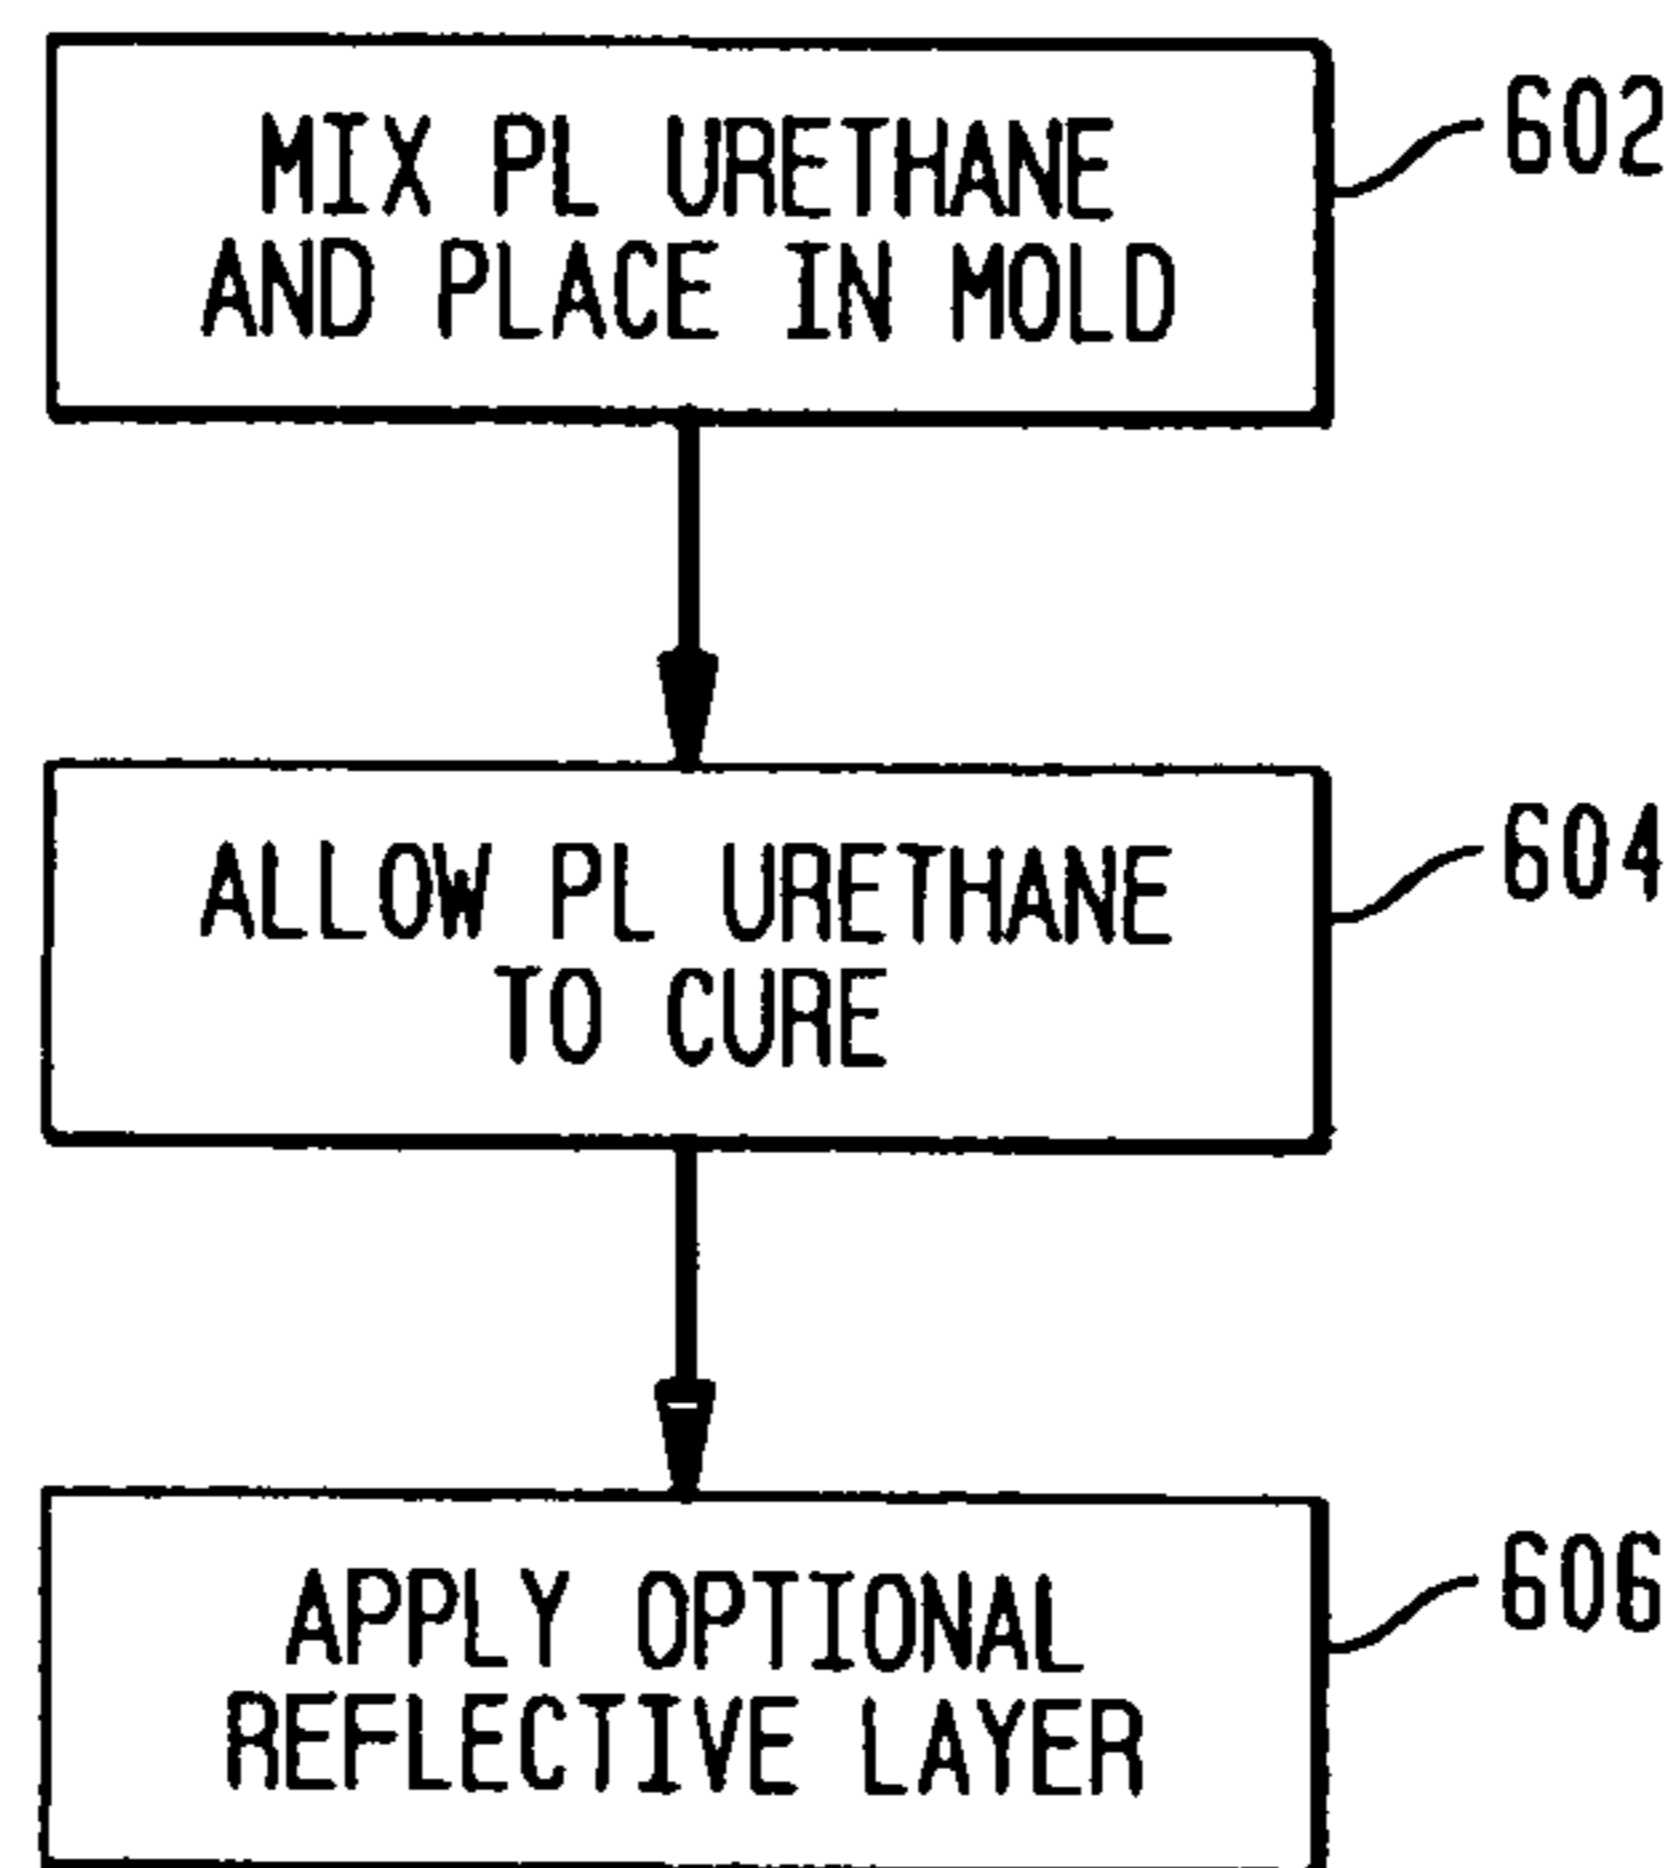 MIX PL URETHANE
AND PLACE IN MOLD
602
ALLOW PL URETHANE
TO CURE
604
APPLY OPTIONAL
REFLECTIVE LAYER
606